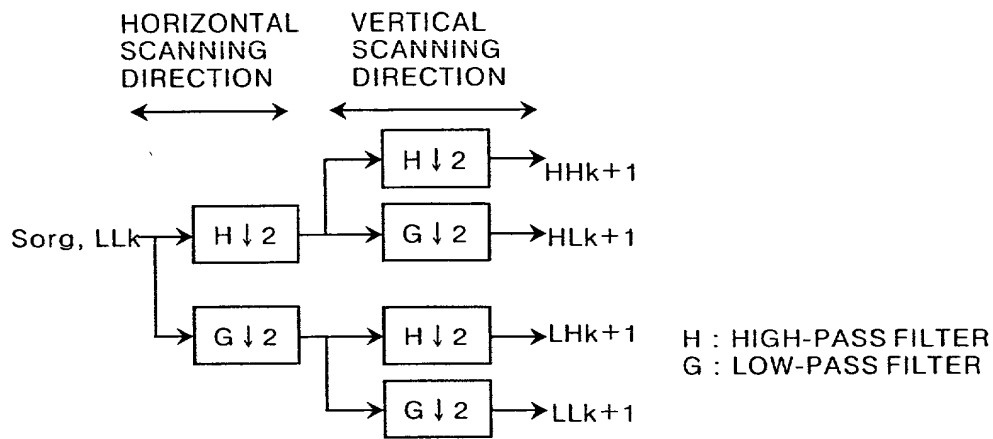 HORIZONTAL
SCANNING
DIRECTION
VERTICAL
SCANNING
DIRECTION
H↓2
HHk+1
Sorg, LLk
H↓2
G↓2
HLk+1
G↓2
H↓2
LHk+1
G↓2
LLk+1
H : HIGH-PASS FILTER
G : LOW-PASS FILTER